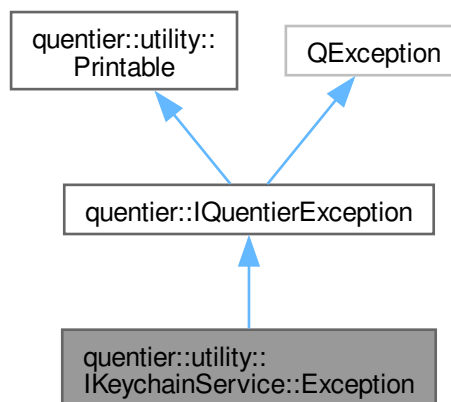 quentier::utility::
Printable
QException
quentier::IQuentierException
quentier::utility::
IKeychainService::Exception